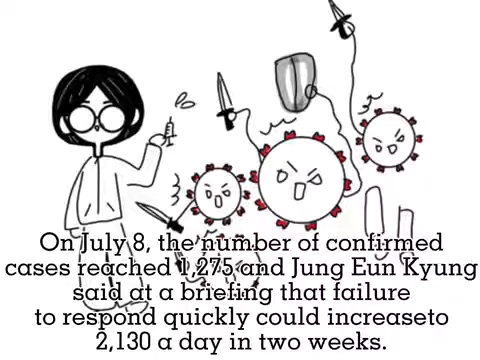 On July 8, the number of confirmed
cases reached 1,275 and Jung Eun Kyung
said at a briefing that failure
to respond quickly could increaseto
2,130 a day in two weeks.